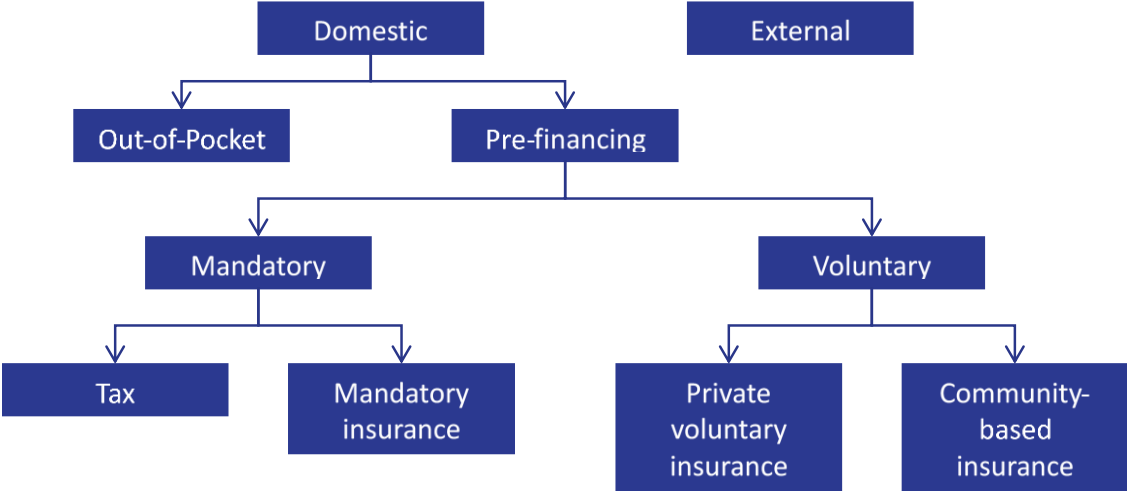 Domestic
External
Out-of-Pocket
Pre-financing
Mandatory
Voluntary
Tax
Mandatory
insurance
Private
voluntary
insurance
Community-
based
insurance